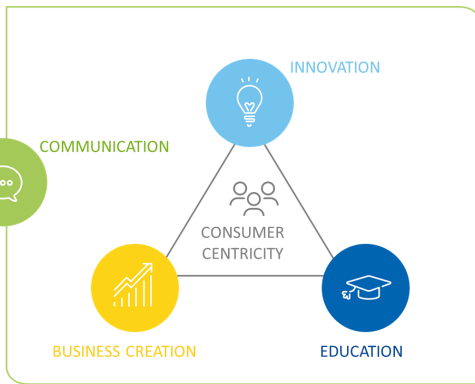 INNOVATION
COMMUNICATION
CONSUMER
CENTRICITY
BUSINESS CREATION
EDUCATION